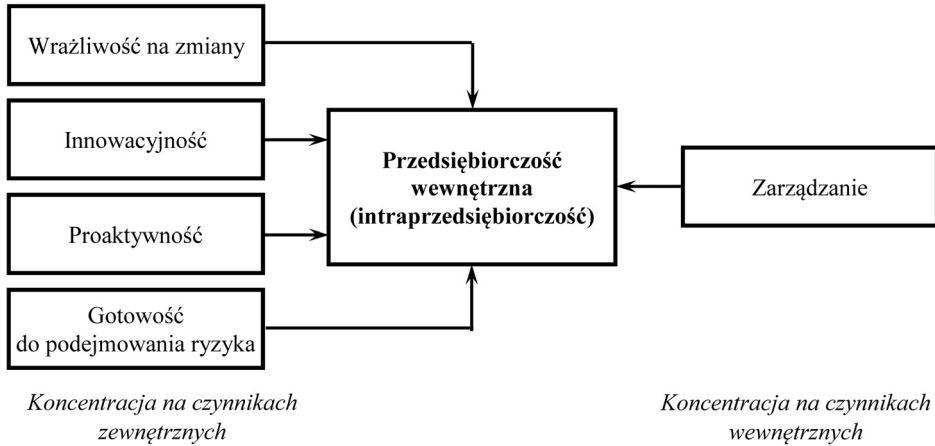 Wrażliwość na zmiany
Innowacyjność
Proaktywność
Gotowość
do podejmowania ryzyka
Przedsiębiorczość
wewnętrzna
(intraprzedsiębiorczość)
Zarządzanie
Koncentracja na czynnikach
zewnętrznych
Koncentracja na czynnikach
wewnętrznych